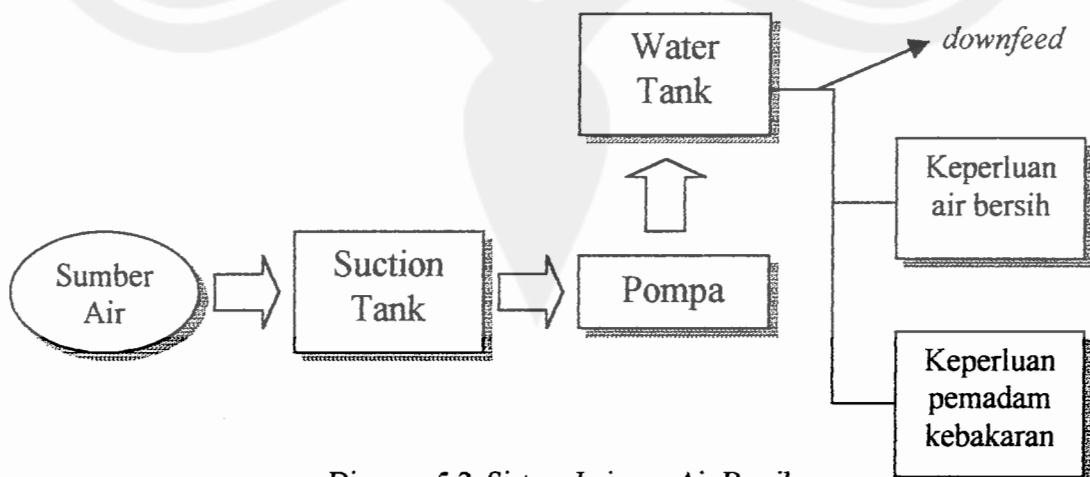 Water
Tank
downfeed
Keperluan
air bersih
Sumber
Air
Suction
Tank
Pompa
Keperluan
pemadam
kebakaran